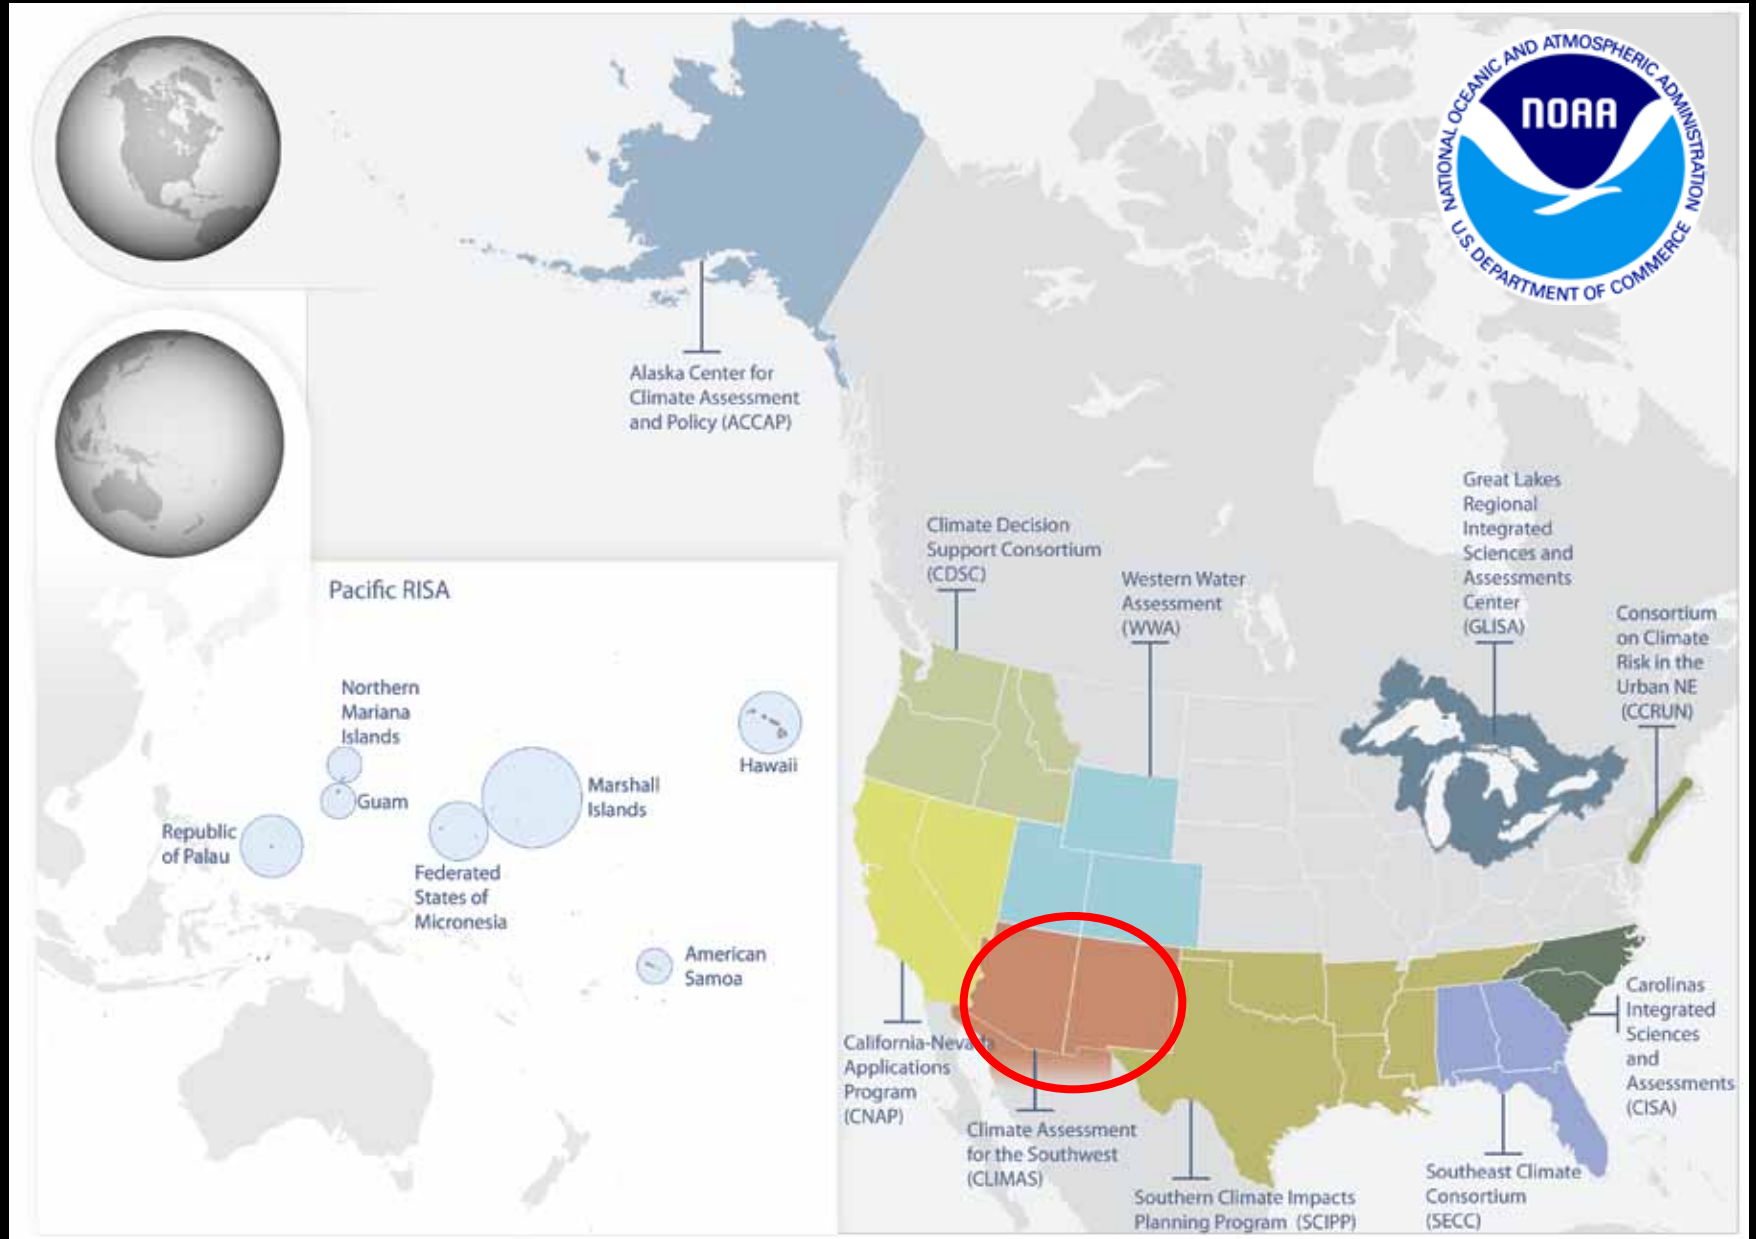 NATIONAL OCEANIC AND ATMOSPHERIC ADMINISTRATION
U.S. DEPARTMENT OF COMMERCE
NOAA
Alaska Center for
Climate Assessment
and Policy (ACCAP)
Climate Decision
Support Consortium
(CDSC)
Western Water
Assessment
(WWA)
Great Lakes
Regional
Integrated
Sciences and
Assessments
Center
(GLISA)
Consortium
on Climate
Risk in the
Urban NE
(CCRUN)
Pacific RISA
Northern
Mariana
Islands
Guam
Republic
of Palau
Federated
States of
Micronesia
Marshall
Islands
Hawaii
American
Samoa
California-Nevada
Applications
Program
(CNAP)
Climate Assessment
for the Southwest
(CLIMAS)
Southern Climate Impacts
Planning Program (SCIPP)
Southeast Climate
Consortium
(SECC)
Carolinas
Integrated
Sciences
and
Assessments
(CISA)